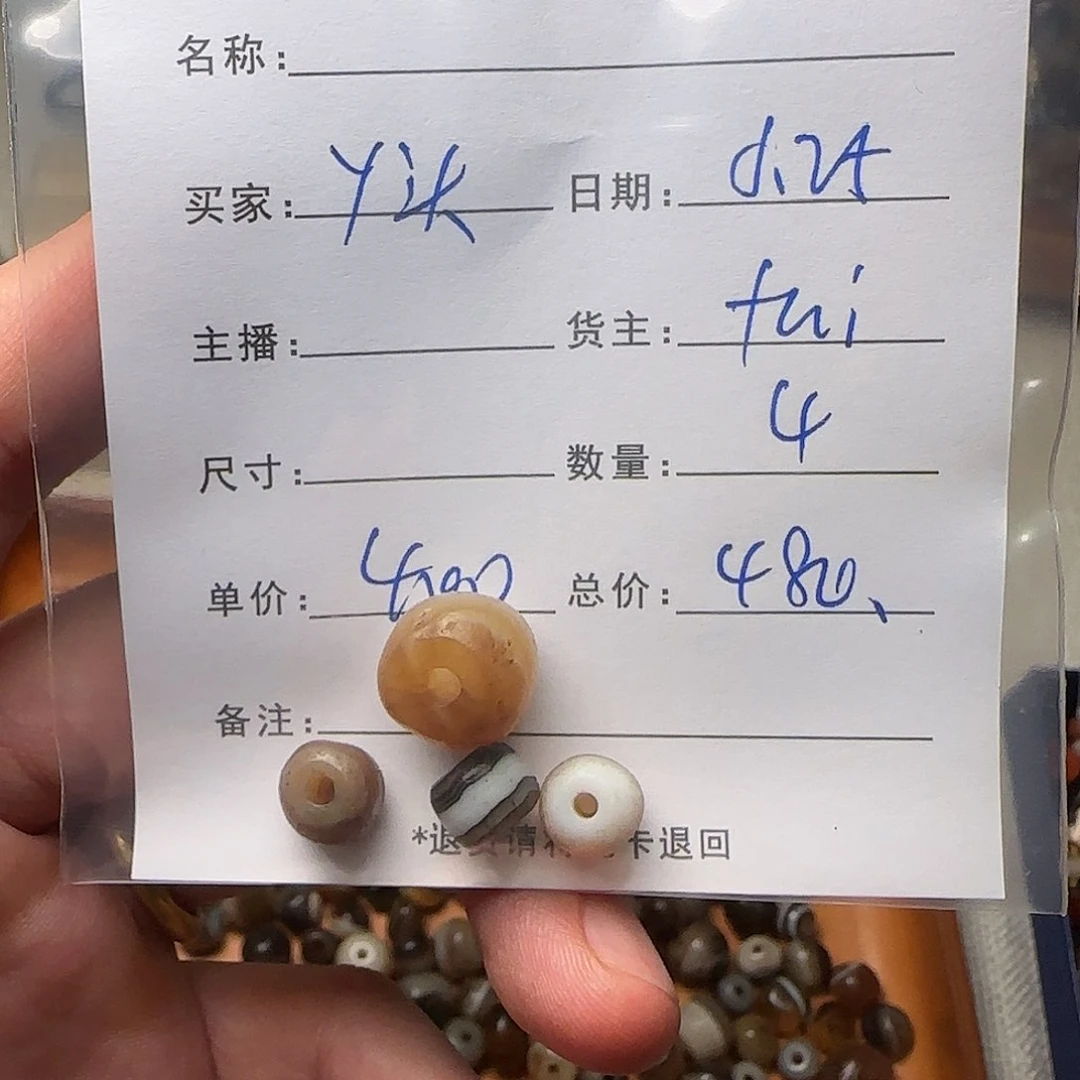 名称:
买家: 日期:
主播: 货主: fui
尺寸: 数量: 4
单价: 总价: 480、
备注:
*退 请 卡退回